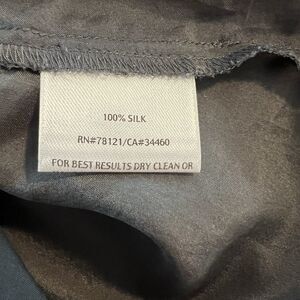 100% SILK
RN#78121/CA#34460
FOR BEST RESULTS DRY CLEAN OR